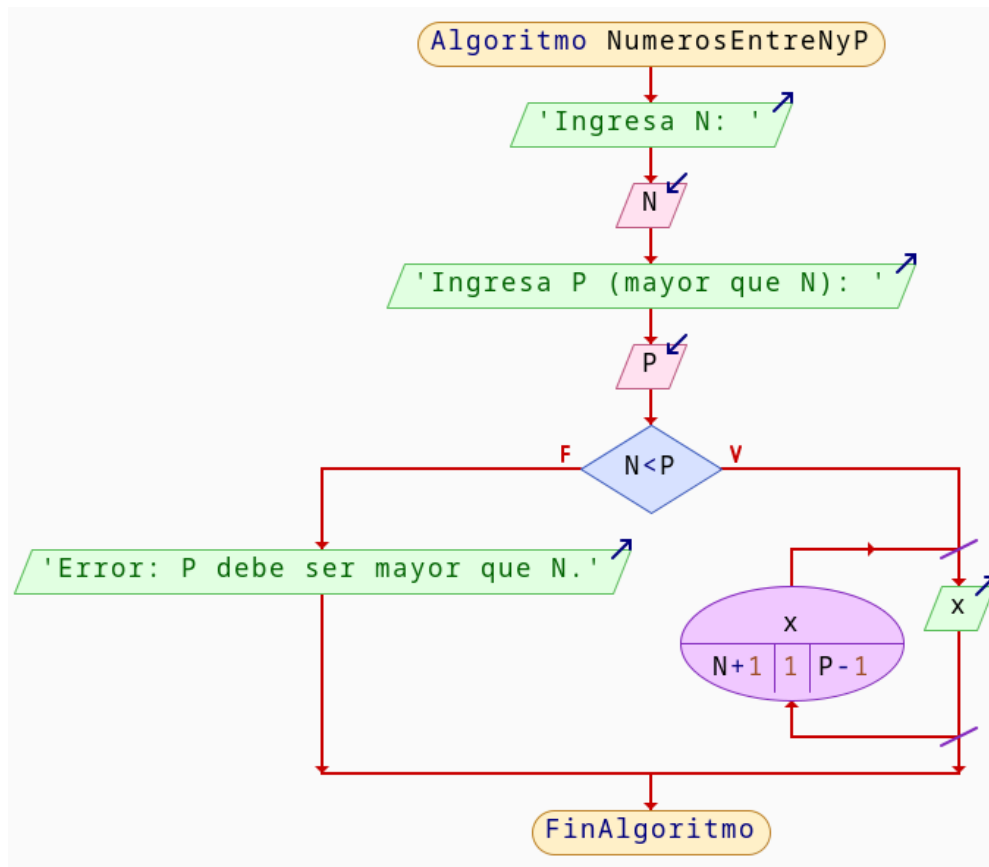 Algoritmo NumerosEntreNyP
'Ingresa N: '
N
'Ingresa P (mayor que N): '
P
F
N<P
V
'Error: P debe ser mayor que N.'
x
x
N+1 1 P-1
FinAlgoritmo